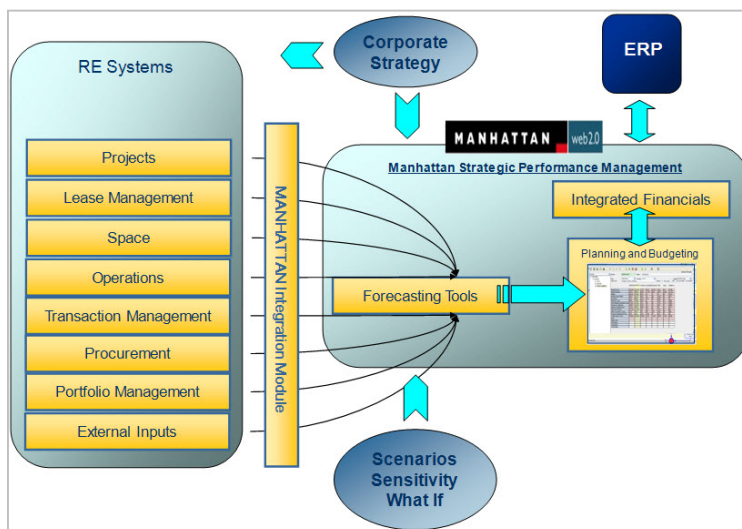 Corporate
Strategy
ERP
RE Systems
MANHATTAN web2.0
Manhattan Strategic Performance Management
Projects
Lease Management
Space
Operations
Transaction Management
Procurement
Portfolio Management
External Inputs
MANHATTAN Integration Module
Integrated Financials
Planning and Budgeting
Forecasting Tools
Scenarios
Sensitivity
What If